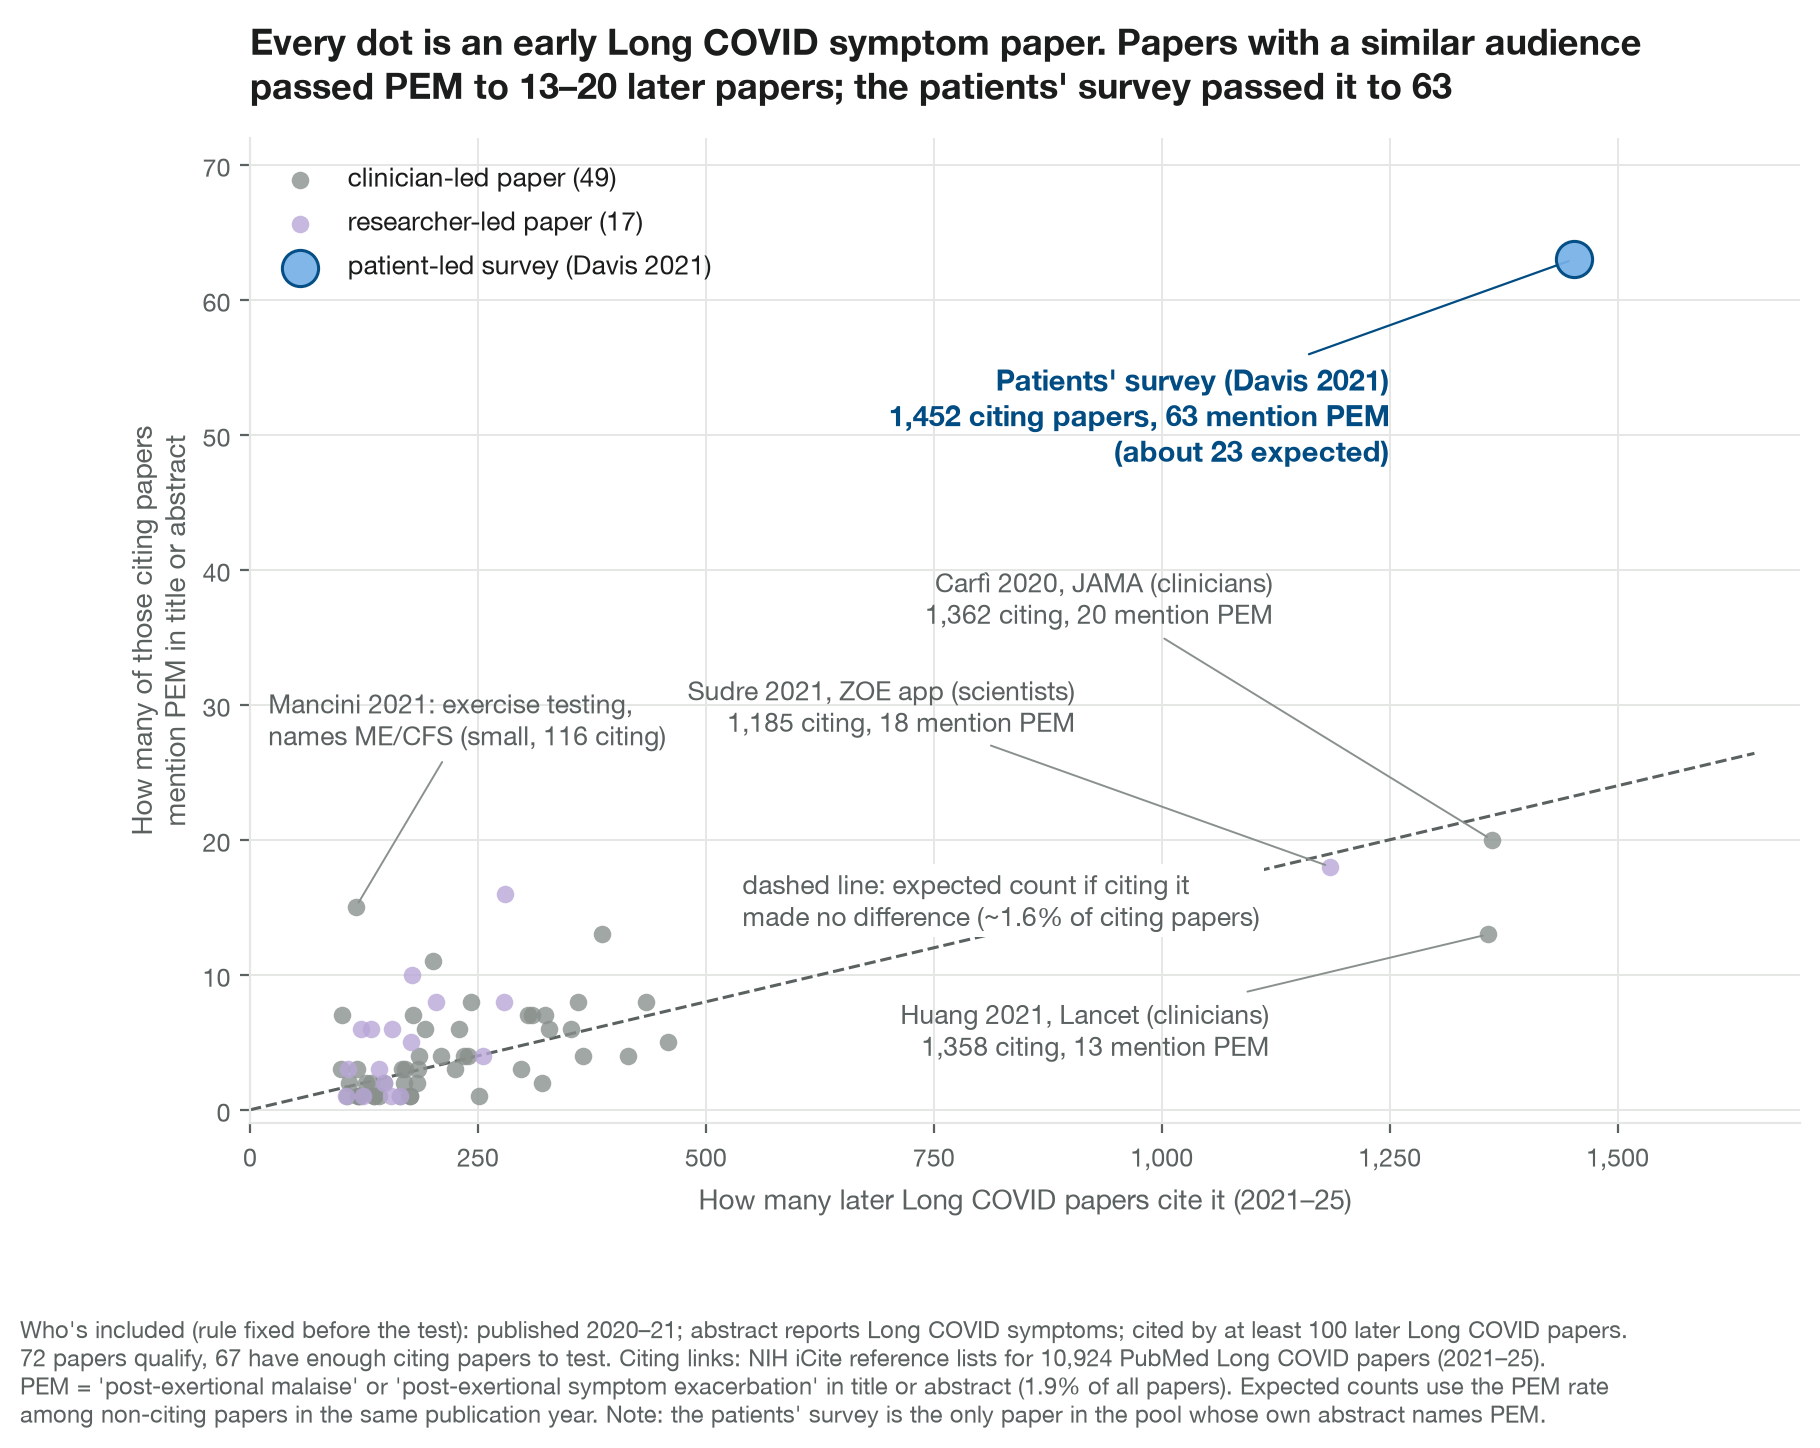 Every dot is an early Long COVID symptom paper. Papers with a similar audience
passed PEM to 13–20 later papers; the patients' survey passed it to 63
70
60
50
40
30
20
10
0
How many of those citing papers
mention PEM in title or abstract
clinician-led paper (49)
researcher-led paper (17)
patient-led survey (Davis 2021)
Patients' survey (Davis 2021)
1,452 citing papers, 63 mention PEM
(about 23 expected)
Carfì 2020, JAMA (clinicians)
1,362 citing, 20 mention PEM
Sudre 2021, ZOE app (scientists)
1,185 citing, 18 mention PEM
Mancini 2021: exercise testing,
names ME/CFS (small, 116 citing)
dashed line: expected count if citing it
made no difference (~1.6% of citing papers)
Huang 2021, Lancet (clinicians)
1,358 citing, 13 mention PEM
0 250 500 750 1,000 1,250 1,500
How many later Long COVID papers cite it (2021–25)
Who's included (rule fixed before the test): published 2020–21; abstract reports Long COVID symptoms; cited by at least 100 later Long COVID papers.
72 papers qualify, 67 have enough citing papers to test. Citing links: NIH iCite reference lists for 10,924 PubMed Long COVID papers (2021–25).
PEM = 'post-exertional malaise' or 'post-exertional symptom exacerbation' in title or abstract (1.9% of all papers). Expected counts use the PEM rate
among non-citing papers in the same publication year. Note: the patients' survey is the only paper in the pool whose own abstract names PEM.